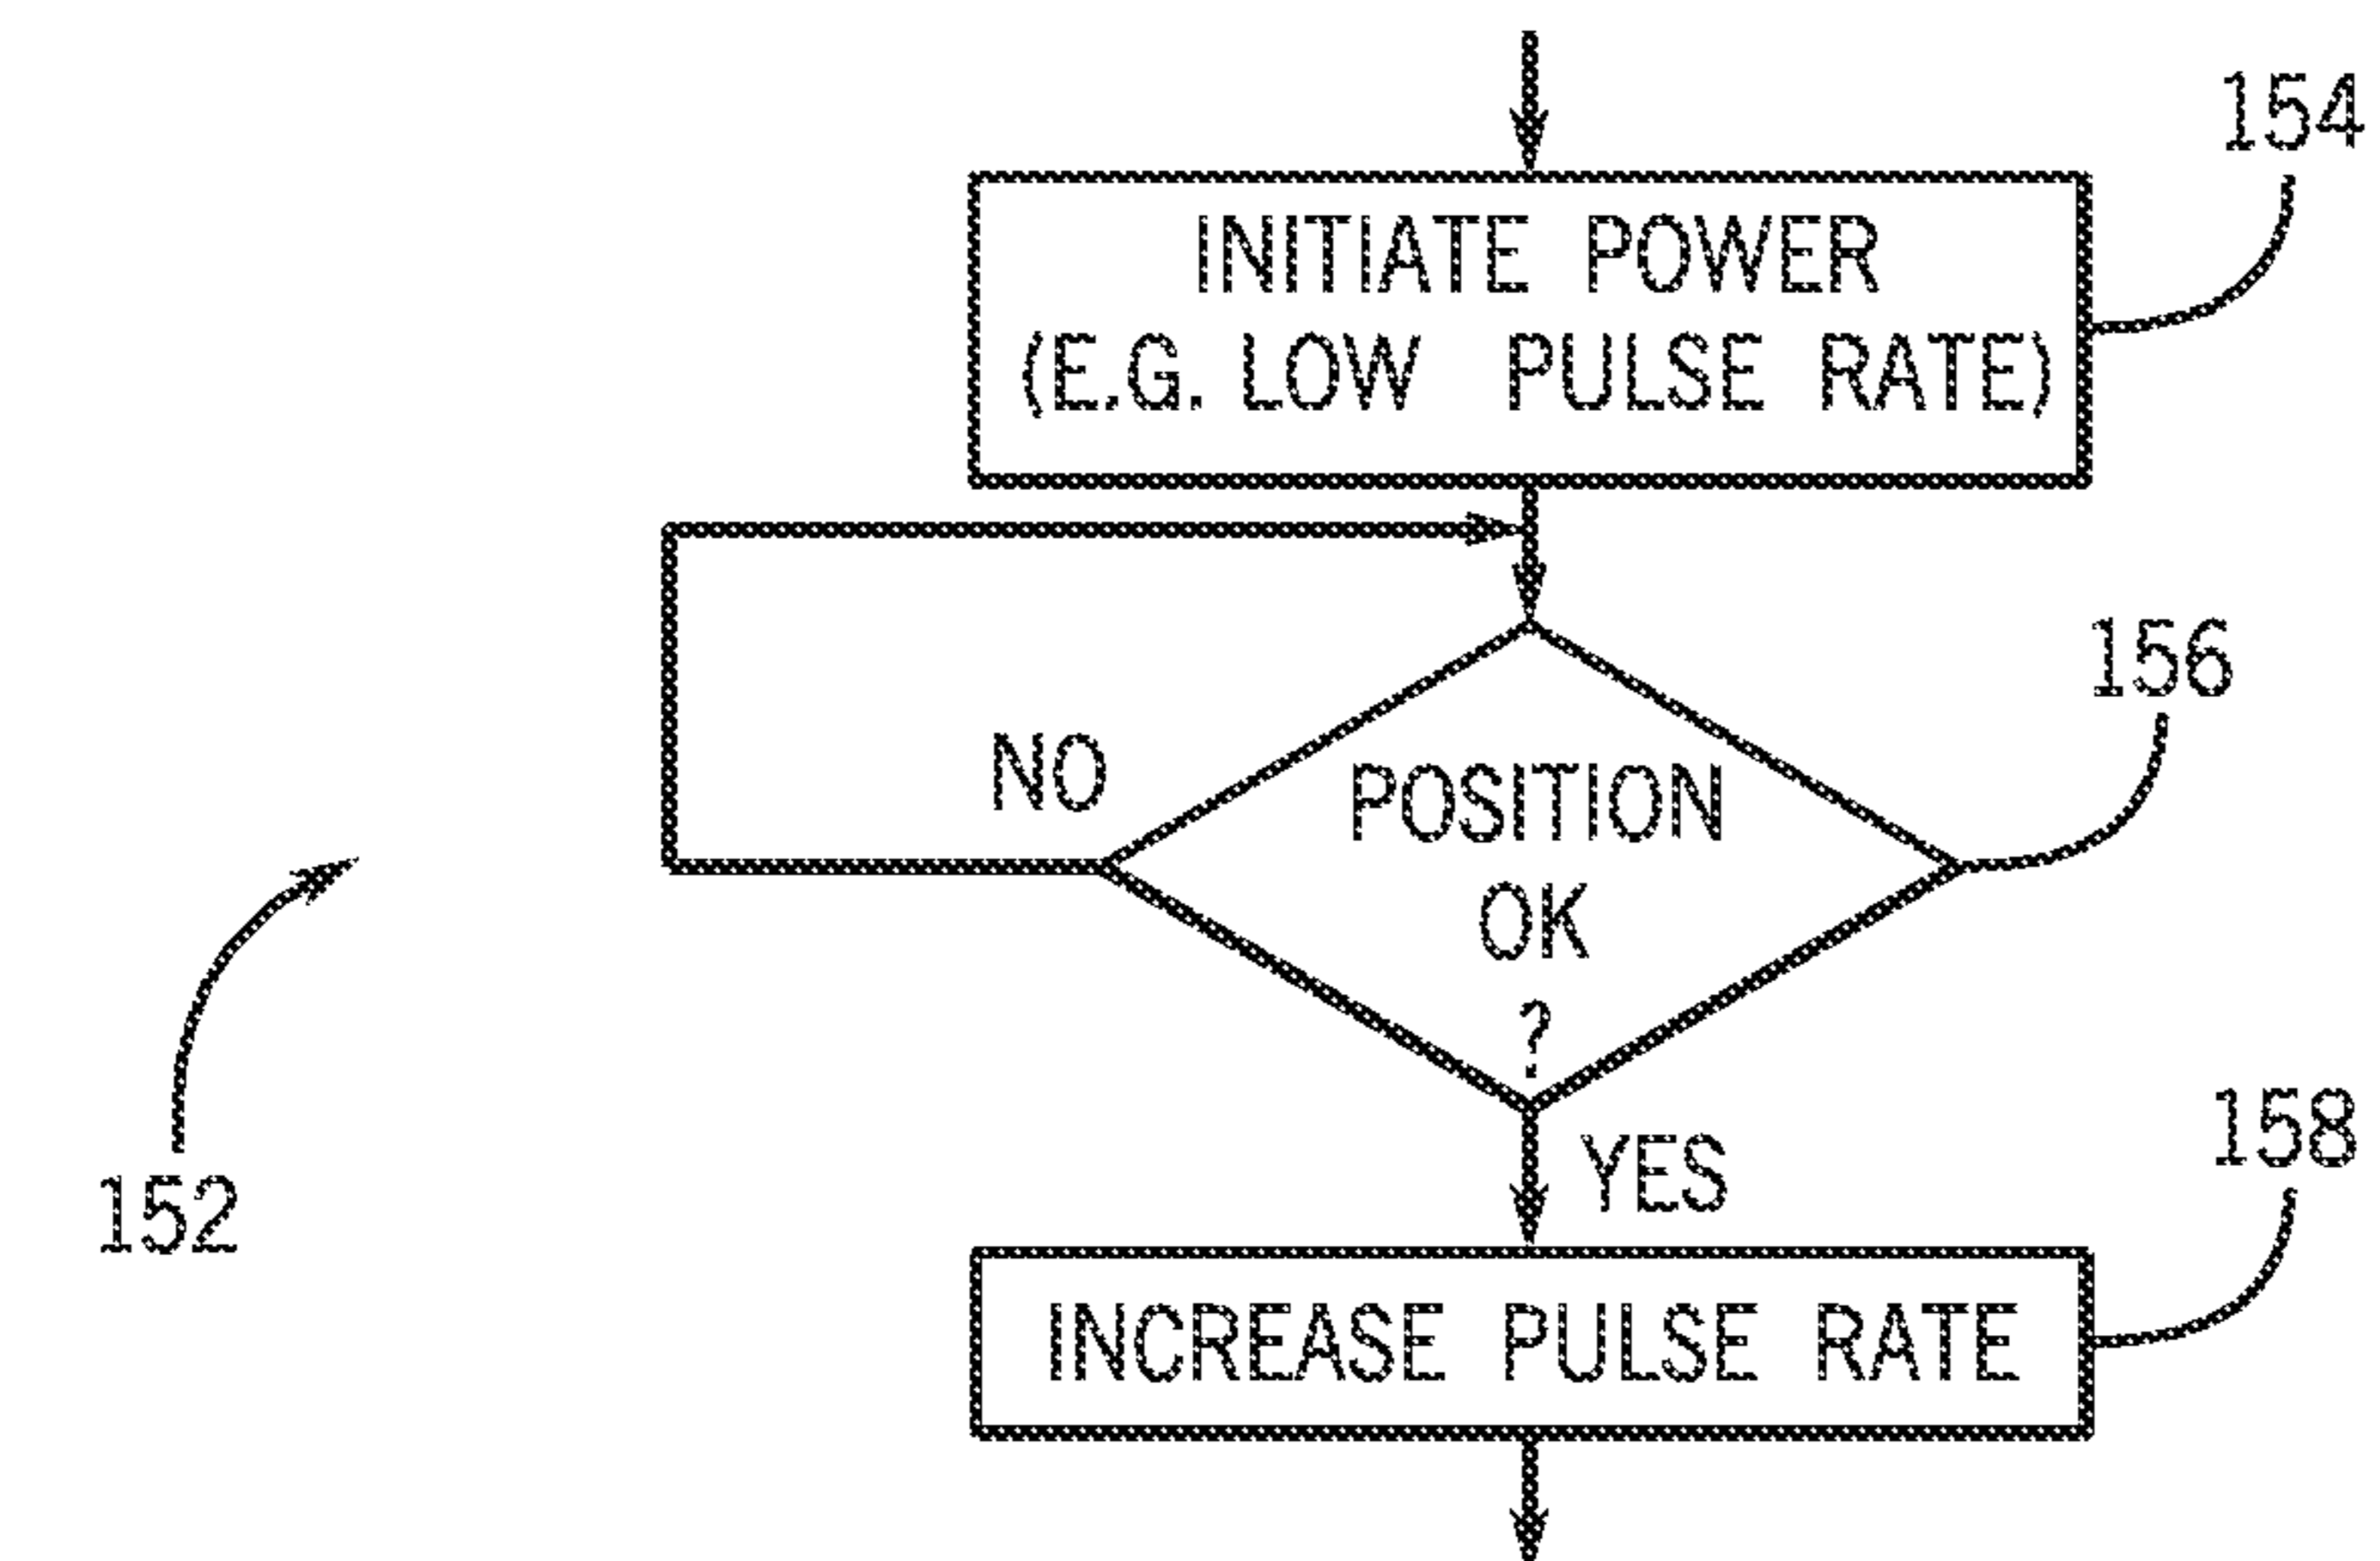 154
INITIATE POWER
(E.G. LOW PULSE RATE)
156
NO
POSITION
OK
?
YES
158
152
INCREASE PULSE RATE